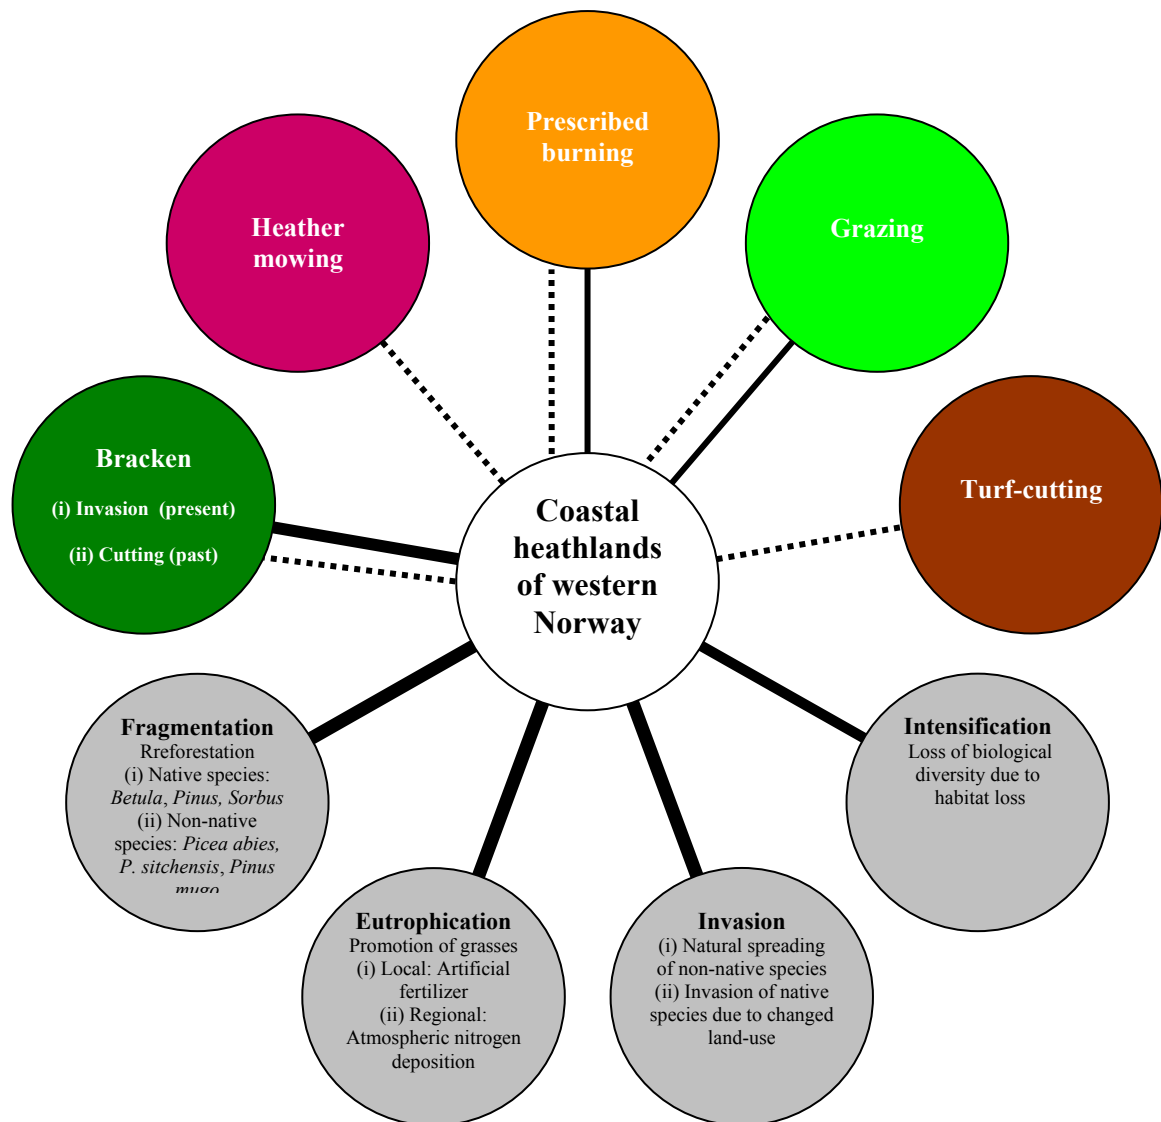 Prescribed
burning
Heather
mowing
Grazing
Bracken
(i) Invasion (present)
(ii) Cutting (past)
Turf-cutting
Coastal
heathlands
of western
Norway
Fragmentation
Rreforestation
(i) Native species:
Betula, Pinus, Sorbus
(ii) Non-native
species: Picea abies,
P. sitchensis, Pinus
mugo
Intensification
Loss of biological
diversity due to
habitat loss
Eutrophication
Promotion of grasses
(i) Local: Artificial
fertilizer
(ii) Regional:
Atmospheric nitrogen
deposition
Invasion
(i) Natural spreading
of non-native species
(ii) Invasion of native
species due to changed
land-use